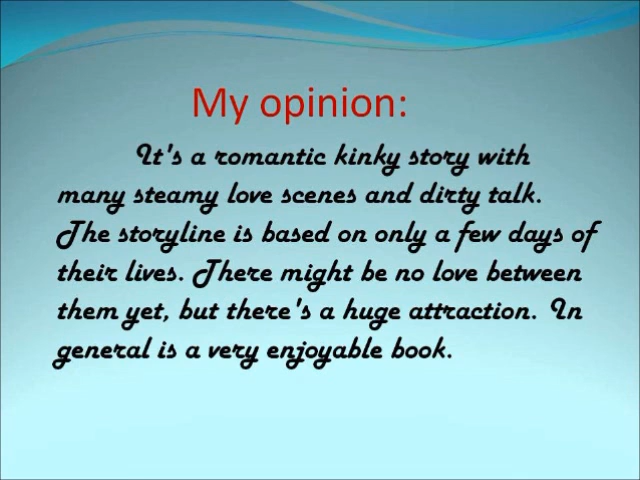 My opinion:
It's a romantic kinky story with
many steamy love scenes and dirty talk.
The storyline is based on only a few days of
their lives. There might be no love between
them yet, but there's a huge attraction. In
general is a very enjoyable book.